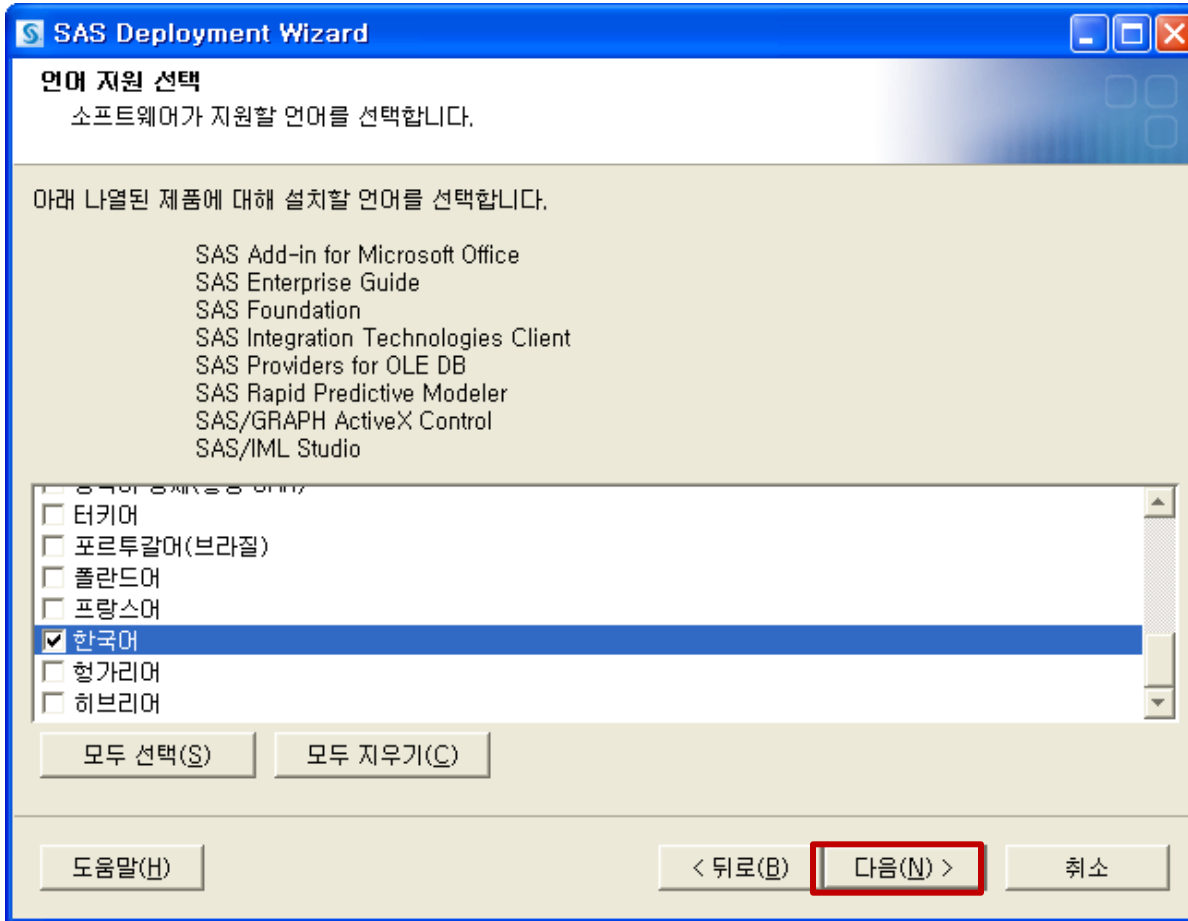 SAS Deployment Wizard
언어 지원 선택
소프트웨어가 지원할 언어를 선택합니다.
아래 나열된 제품에 대해 설치할 언어를 선택합니다.
SAS Add-in for Microsoft Office
SAS Enterprise Guide
SAS Foundation
SAS Integration Technologies Client
SAS Providers for OLE DB
SAS Rapid Predictive Modeler
SAS/GRAPH ActiveX Control
SAS/IML Studio
터키어
포르투갈어(브라질)
폴란드어
프랑스어
한국어
헝가리어
히브리어
모두 선택(S) 모두 지우기(C)
도움말(H) < 뒤로(B) 다음(N) > 취소